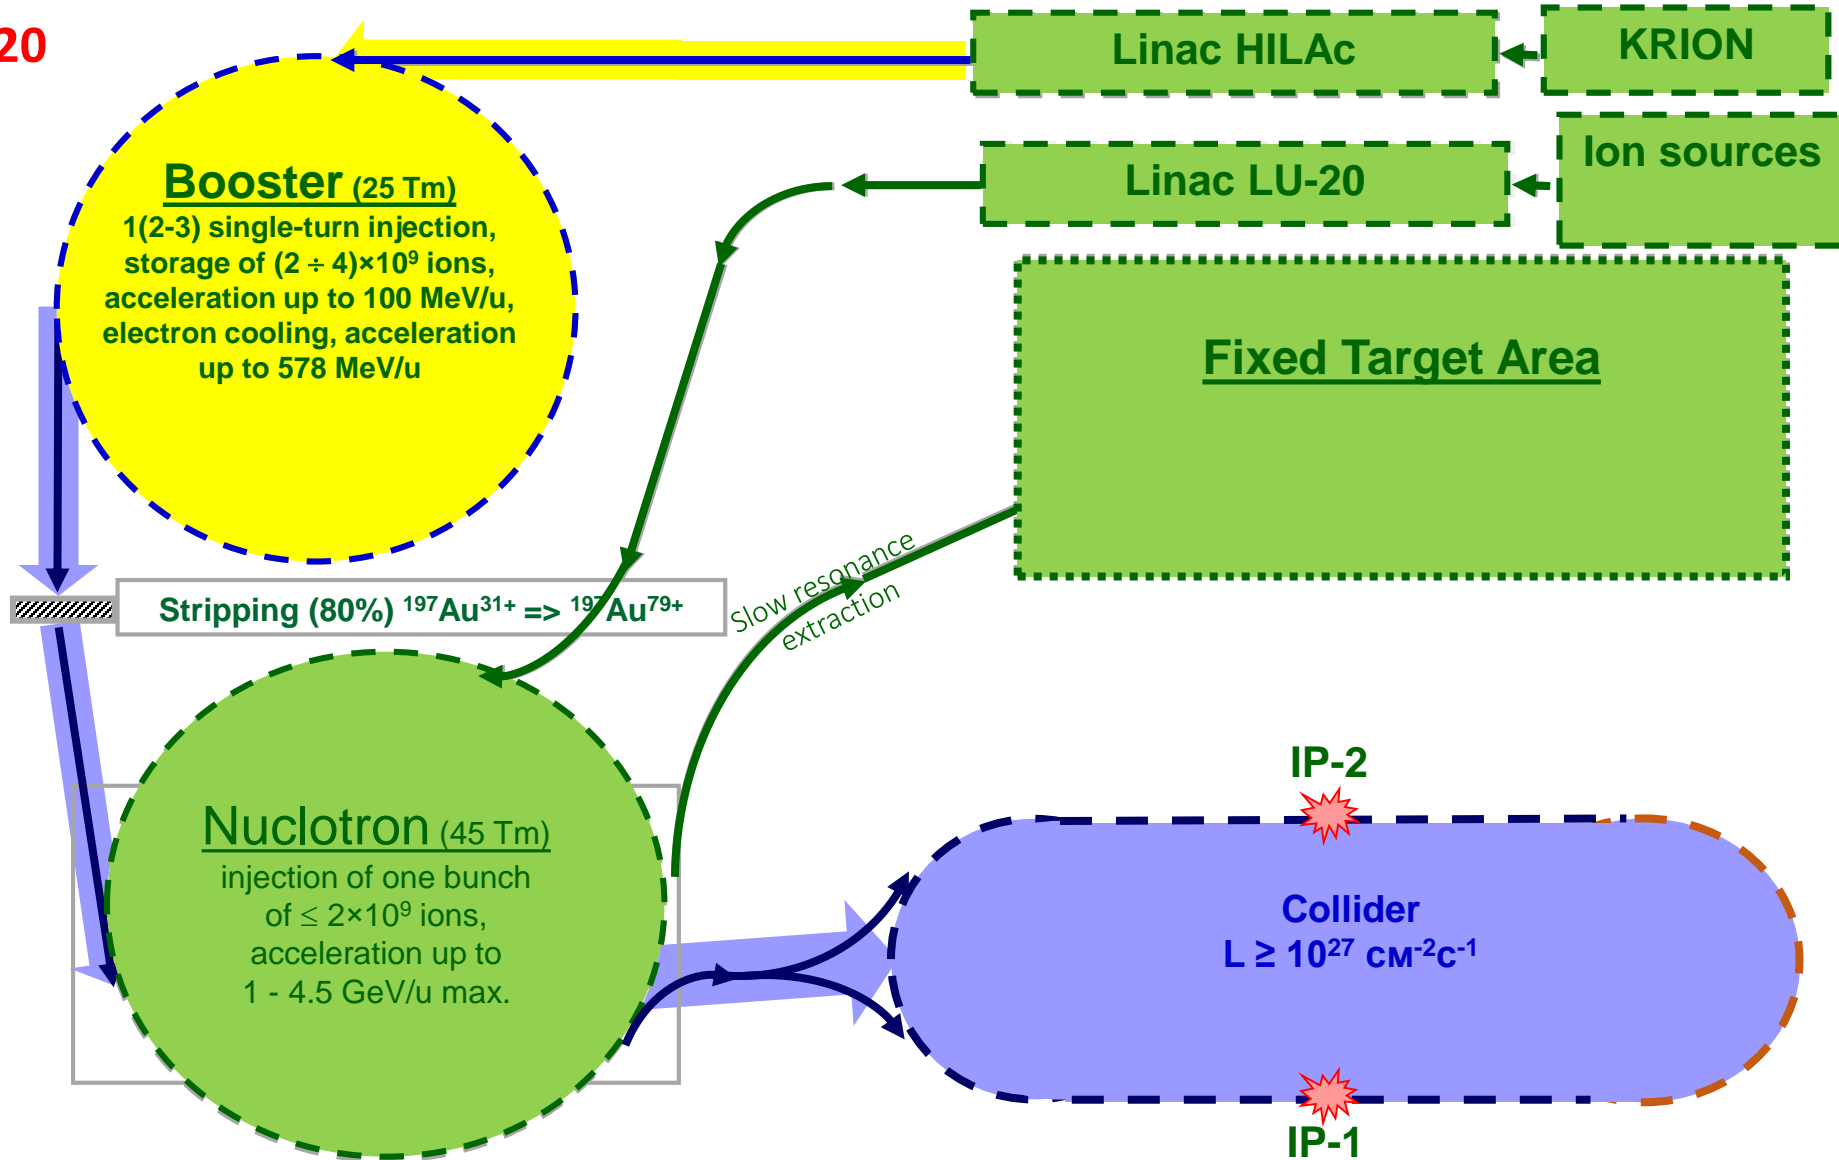 20
Linac HILAc
KRION
Ion sources
Linac LU-20
Booster (25 Tm)
1(2-3) single-turn injection,
storage of (2 ÷ 4)×10⁹ ions,
acceleration up to 100 MeV/u,
electron cooling, acceleration
up to 578 MeV/u
Fixed Target Area
Stripping (80%) ¹⁹⁷Au³¹⁺ => ¹⁹⁷Au⁷⁹⁺
Slow resonance
extraction
Nuclotron (45 Tm)
injection of one bunch
of ≤ 2×10⁹ ions,
acceleration up to
1 - 4.5 GeV/u max.
IP-2
Collider
L ≥ 10²⁷ см⁻²с⁻¹
IP-1